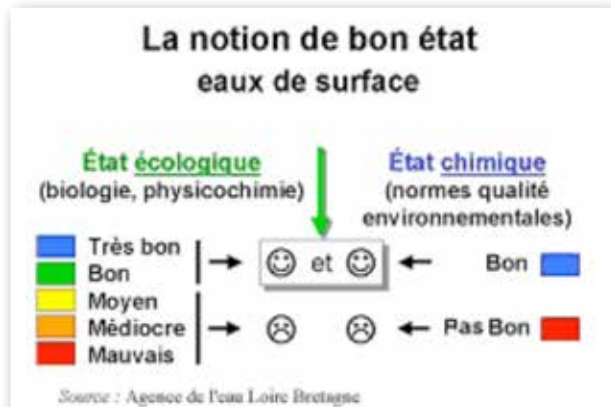 La notion de bon état
eaux de surface
État écologique
(biologie, physicochimie)
État chimique
(normes qualité
environnementales)
Très bon
Bon
Moyen
Médiocre
Mauvais
et
Bon
Pas Bon
Source : Agence de l'eau Loire Bretagne